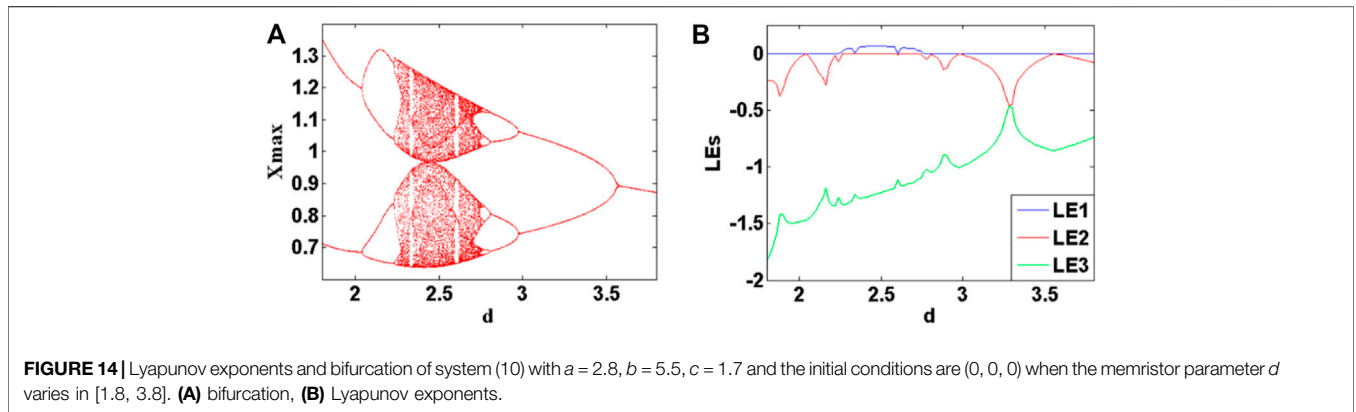 A
1.3
1.2
1.1
1
0.9
0.8
0.7
Xmax
2
2.5
3
3.5
d
B
0
-0.5
-1
-1.5
-2
LEs
2
2.5
3
3.5
d
LE1
LE2
LE3
FIGURE 14 | Lyapunov exponents and bifurcation of system (10) with a = 2.8, b = 5.5, c = 1.7 and the initial conditions are (0, 0, 0) when the memristor parameter d
varies in [1.8, 3.8]. (A) bifurcation, (B) Lyapunov exponents.